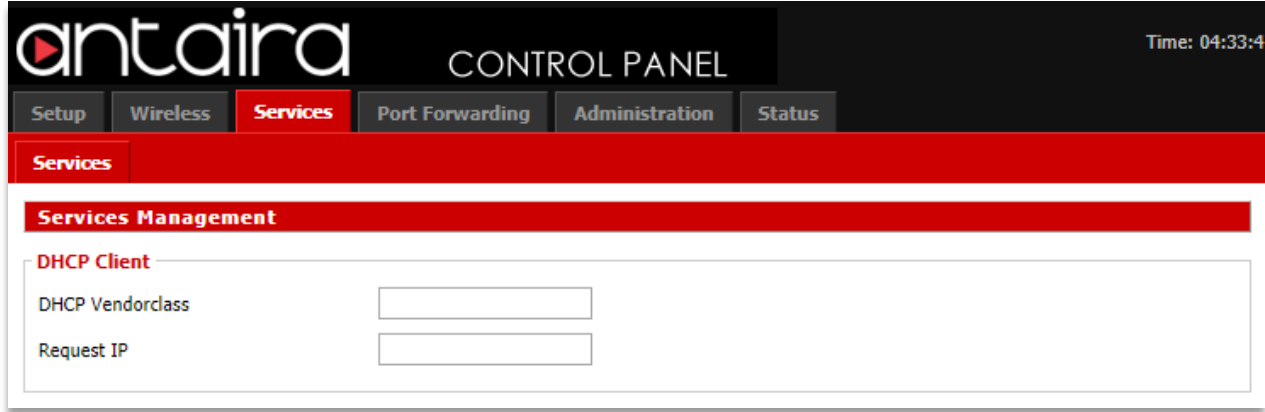 antaira CONTROL PANEL
Time: 04:33:4
Setup Wireless Services Port Forwarding Administration Status
Services
Services Management
DHCP Client
DHCP Vendorclass
Request IP